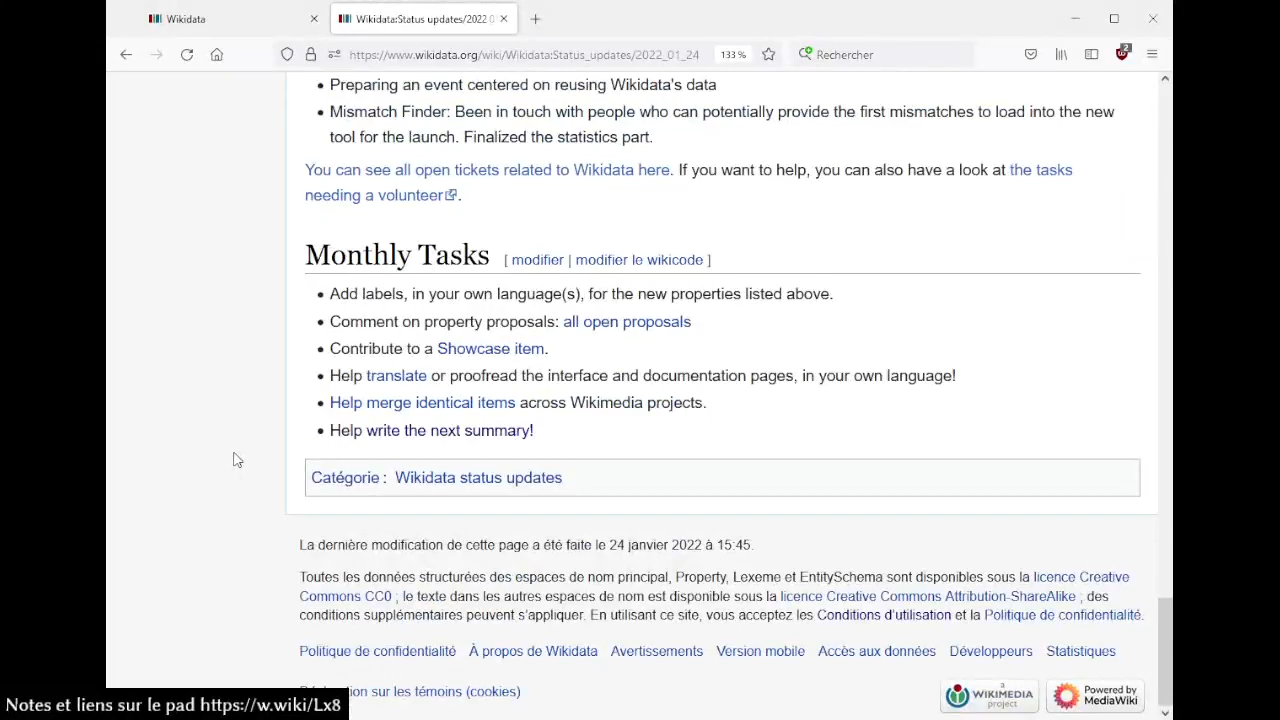 Wikidata
Wikidata:Status updates/2022 0
https://www.wikidata.org/wiki/Wikidata:Status_updates/2022_01_24
133 %
Rechercher
2
• Preparing an event centered on reusing Wikidata's data
• Mismatch Finder: Been in touch with people who can potentially provide the first mismatches to load into the new
tool for the launch. Finalized the statistics part.
You can see all open tickets related to Wikidata here. If you want to help, you can also have a look at the tasks
needing a volunteer.
Monthly Tasks [ modifier | modifier le wikicode ]
• Add labels, in your own language(s), for the new properties listed above.
• Comment on property proposals: all open proposals
• Contribute to a Showcase item.
• Help translate or proofread the interface and documentation pages, in your own language!
• Help merge identical items across Wikimedia projects.
• Help write the next summary!
Catégorie : Wikidata status updates
La dernière modification de cette page a été faite le 24 janvier 2022 à 15:45.
Toutes les données structurées des espaces de nom principal, Property, Lexeme et EntitySchema sont disponibles sous la licence Creative
Commons CC0 ; le texte dans les autres espaces de nom est disponible sous la licence Creative Commons Attribution-ShareAlike ; des
conditions supplémentaires peuvent s'appliquer. En utilisant ce site, vous acceptez les Conditions d'utilisation et la Politique de confidentialité.
Politique de confidentialité À propos de Wikidata Avertissements Version mobile Accès aux données Développeurs Statistiques
sur les témoins (cookies)
a
WIKIMEDIA
project
Powered by
MediaWiki
Notes et liens sur le pad https://w.wiki/Lx8